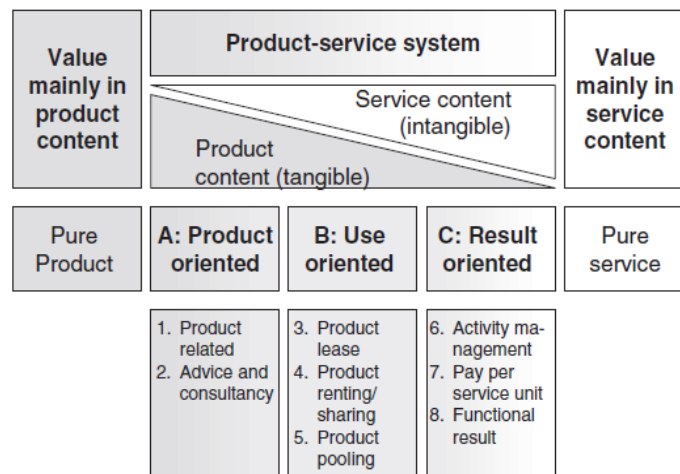 Value
mainly in
product
content
Product-service system
Service content
(intangible)
Product
content (tangible)
Value
mainly in
service
content
Pure
Product
A: Product
oriented
B: Use
oriented
C: Result
oriented
Pure
service
1. Product
related
2. Advice and
consultancy
3. Product
lease
4. Product
renting/
sharing
5. Product
pooling
6. Activity ma-
nagement
7. Pay per
service unit
8. Functional
result